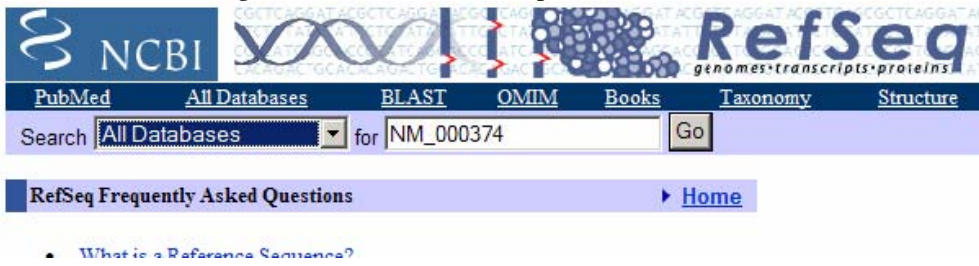 NCBI
RefSeq
genomes·transcripts·proteins
PubMed All Databases BLAST OMIM Books Taxonomy Structure
Search All Databases for NM_000374 Go
RefSeq Frequently Asked Questions Home
• What is a Reference Sequence?